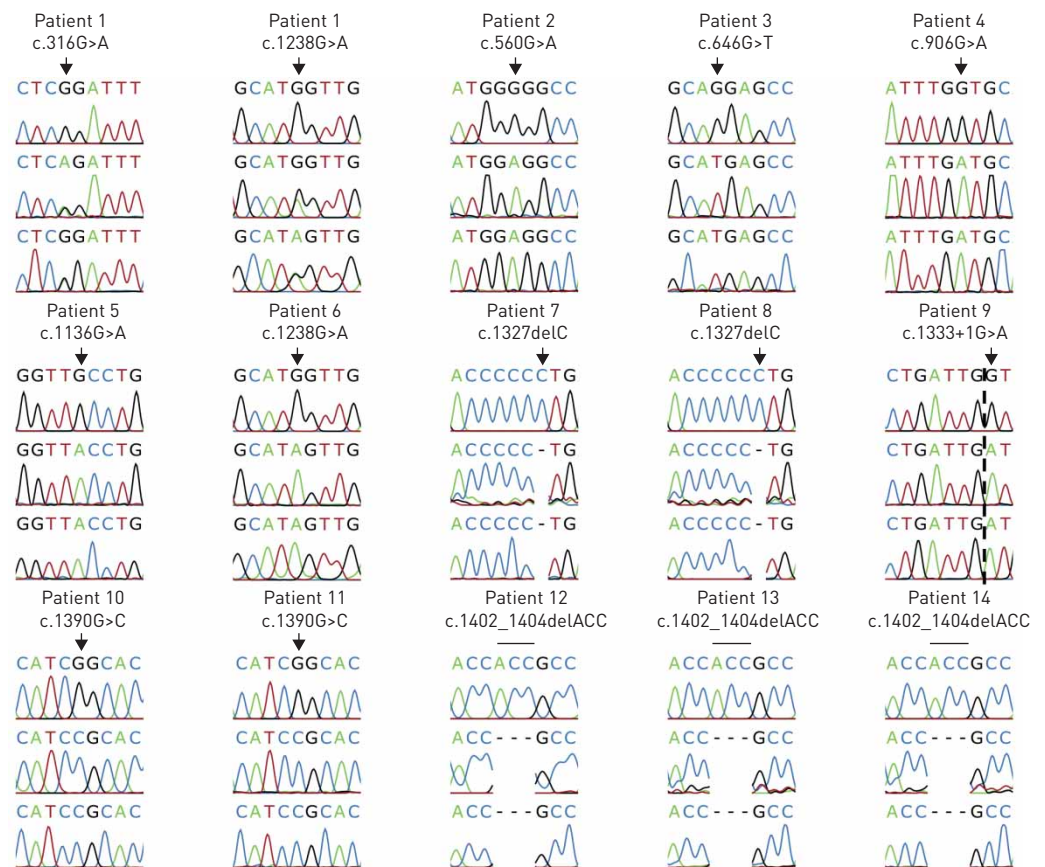 Patient 1
c.316G>A
CTCGGATTT
CTCAGATTT
CTCGGATTT
Patient 1
c.1238G>A
GCATGGTTG
GCATGGTTG
GCATAGTTG
Patient 2
c.560G>A
ATGGGGGCC
ATGGAGGCC
ATGGAGGCC
Patient 3
c.646G>T
GCAGGAGCC
GCATGAGCC
GCATGAGCC
Patient 4
c.906G>A
ATTTGGTGC
ATTTGATGC
ATTTGATGC
Patient 5
c.1136G>A
GGTTGCCTG
GGTTACCTG
GGTTACCTG
Patient 6
c.1238G>A
GCATGGTTG
GCATAGTTG
GCATAGTTG
Patient 7
c.1327delC
ACCCCCCTG
ACCCCC-TG
ACCCCC-TG
Patient 8
c.1327delC
ACCCCCCTG
ACCCCC-TG
ACCCCC-TG
Patient 9
c.1333+1G>A
CTGATTGGT
CTGATTGAT
CTGATTGAT
Patient 10
c.1390G>C
CATCGGCAC
CATCCGCAC
CATCCGCAC
Patient 11
c.1390G>C
CATCGGCAC
CATCCGCAC
CATCCGCAC
Patient 12
c.1402_1404delACC
ACCACCGCC
ACC---GCC
ACC---GCC
Patient 13
c.1402_1404delACC
ACCACCGCC
ACC---GCC
ACC---GCC
Patient 14
c.1402_1404delACC
ACCACCGCC
ACC---GCC
ACC---GCC